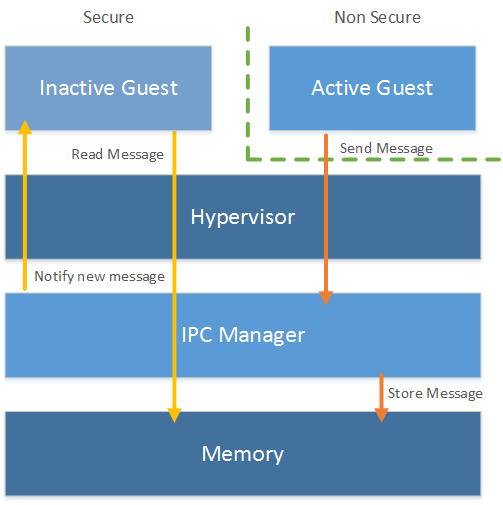 Secure
Non Secure
Inactive Guest
Active Guest
Read Message
Send Message
Hypervisor
Notify new message
IPC Manager
Store Message
Memory